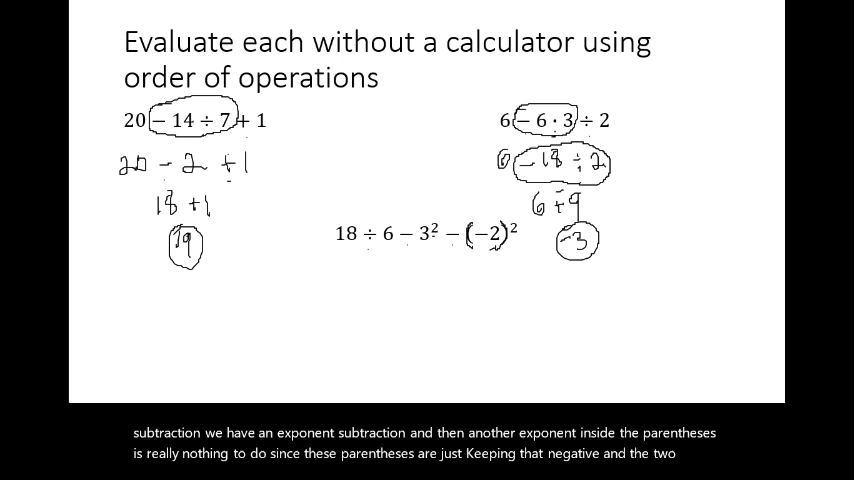 Evaluate each without a calculator using
order of operations
20 − 14 ÷ 7 + 1
20 - 2 + 1
18 + 1
19
6 − 6 · 3 ÷ 2
6 - 18 ÷ 2
6 + -9
-3
18 ÷ 6 − 3² − (−2)²
subtraction we have an exponent subtraction and then another exponent inside the parentheses
is really nothing to do since these parentheses are just Keeping that negative and the two